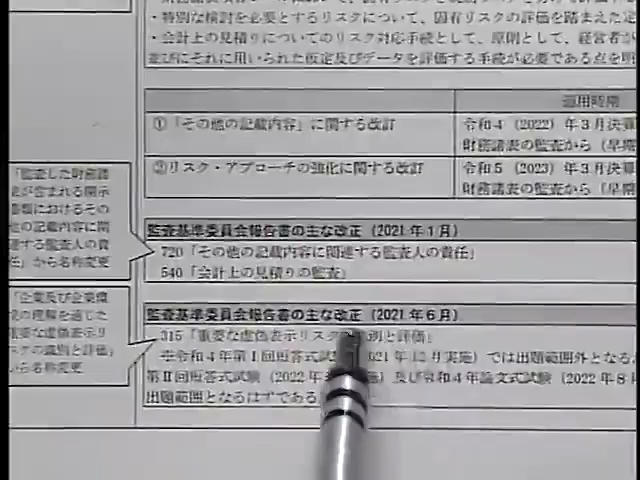 ・特別な検討を必要とするリスクについて、固有リスクの評価を踏まえた定
・会計上の見積りについてのリスク対応手続として、原則として、経営者が
並びにそれに用いられた仮定及びデータを評価する手続が必要である点を明
適用時期
①「その他の記載内容」に関する改訂
令和4（2022）年3月決算
財務諸表の監査から（早期
②リスク・アプローチの強化に関する改訂
令和5（2023）年3月決算
財務諸表の監査から（早期
「監査した財務諸
が含まれる開示
書類におけるその
他の記載内容に関
連する監査人の責
任」から名称変更
監査基準委員会報告書の主な改正（2021年1月）
720「その他の記載内容に関連する監査人の責任」
540「会計上の見積りの監査」
「企業及び企業環
境の理解を通じた
重要な虚偽表示リ
スクの識別と評価」
から名称変更
監査基準委員会報告書の主な改正（2021年6月）
315「重要な虚偽表示リスク 識別と評価」
※令和4年第Ⅰ回短答式試 2021年12月実施）では出題範囲外となる
第Ⅱ回短答式試験（2022年 施）及び令和4年論文式試験（2022年8
出題範囲となるはずである